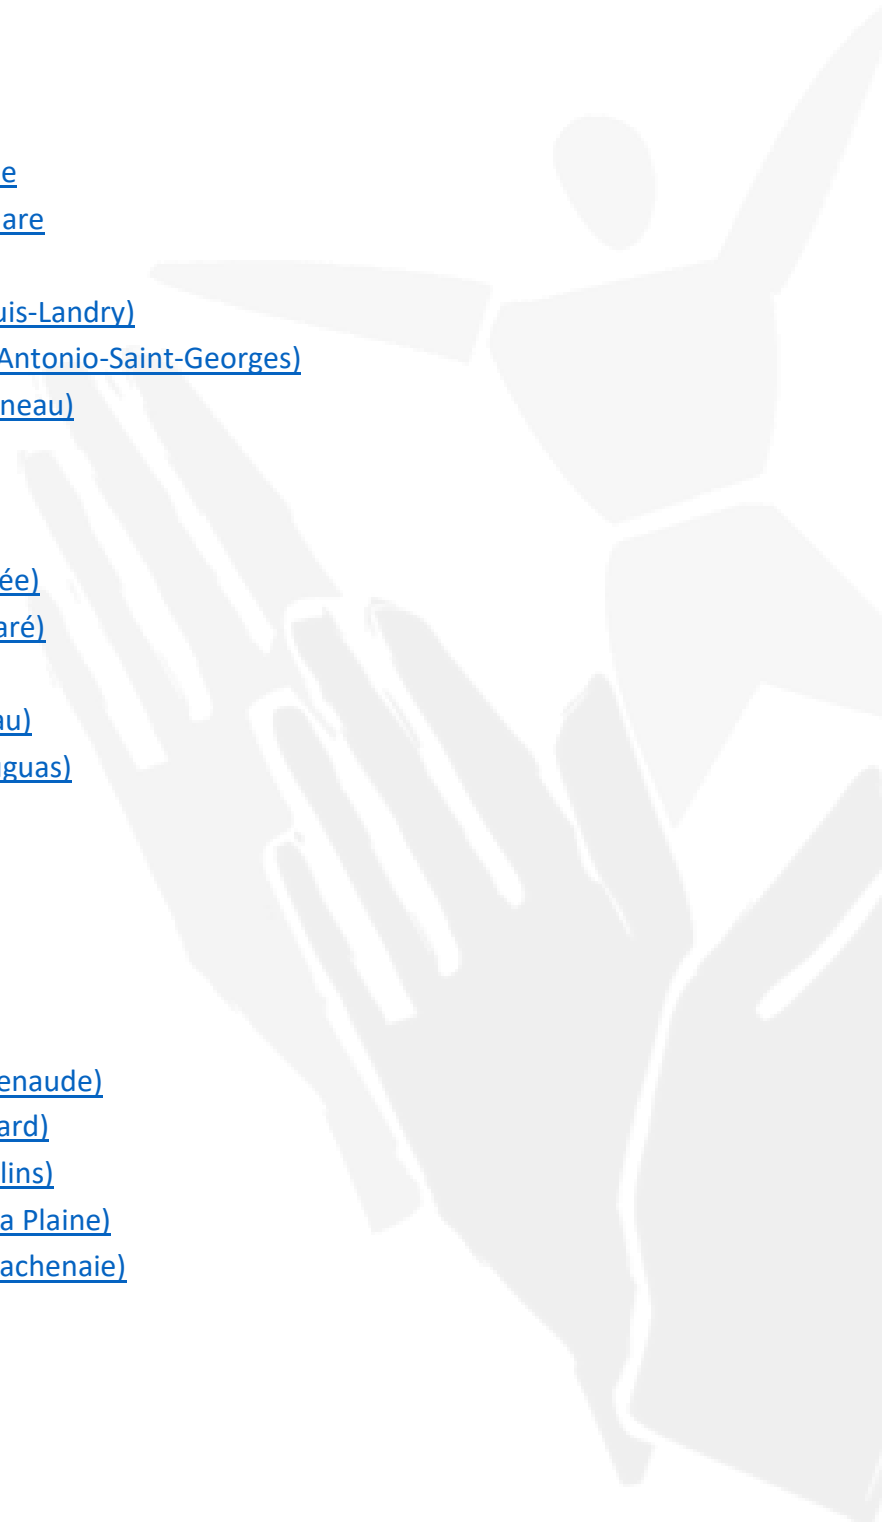 e
are
uis-Landry)
Antonio-Saint-Georges)
neau)
ée)
aré)
au)
guas)
enaude)
ard)
lins)
a Plaine)
achenaie)